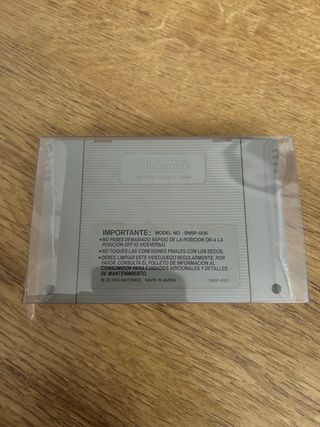 Nintendo
IMPORTANTE: MODEL NO.: SNSP-006
•NO PASES DEMASIADO RAPIDO DE LA POSICION ON A LA
POSICION OFF (O VICEVERSA).
•NO TOQUES LAS CONEXIONES FINALES CON LOS DEDOS.
•DEBES LIMPIAR ESTE VIDEOJUEGO REGULARMENTE. POR
FAVOR, CONSULTA EL FOLLETO DE INFORMACION AL
CONSUMIDOR PARA CUIDADOS ADICIONALES Y DETALLES
DE MANTENIMIENTO.
© 1992 NINTENDO. MADE IN JAPAN